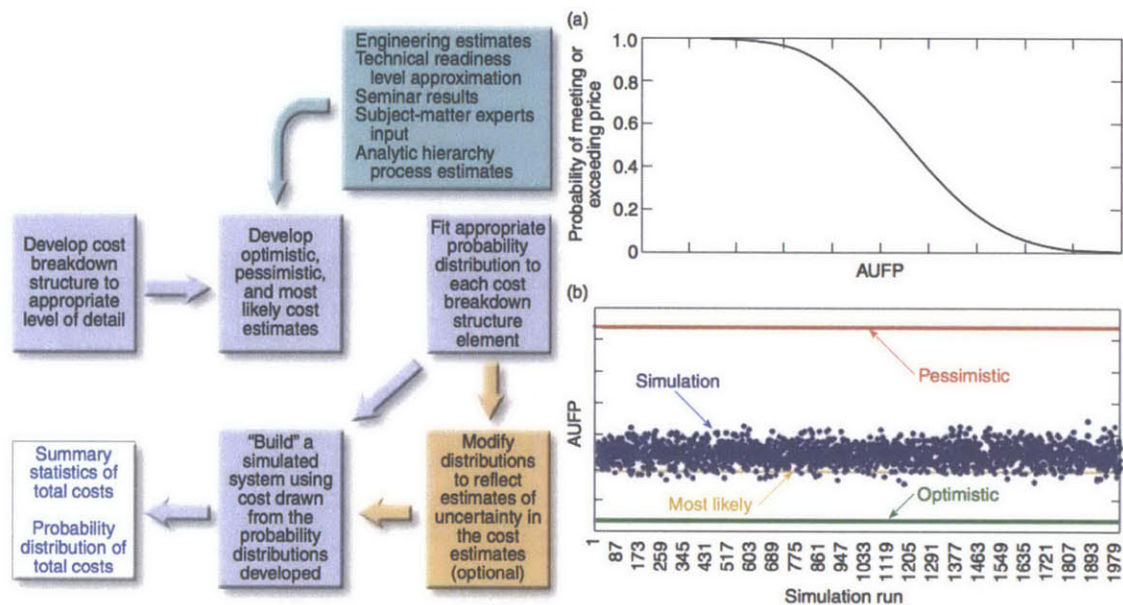 Engineering estimates
Technical readiness
level approximation
Seminar results
Subject-matter experts
input
Analytic hierarchy
process estimates
Develop cost
breakdown
structure to
appropriate
level of detail
Develop
optimistic,
pessimistic,
and most
likely cost
estimates
Fit appropriate
probability
distribution to
each cost
breakdown
structure
element
Summary
statistics of
total costs
Probability
distribution of
total costs
"Build" a
simulated
system using
cost drawn
from the
probability
distributions
developed
Modify
distributions
to reflect
estimates of
uncertainty in
the cost
estimates
(optional)
(a)
Probability of meeting or
exceeding price
1.0
0.8
0.6
0.4
0.2
0
AUFP
(b)
AUFP
Pessimistic
Simulation
Most likely
Optimistic
1
87
173
259
345
431
517
603
689
775
861
947
1033
1119
1205
1291
1377
1463
1549
1635
1721
1807
1893
1979
Simulation run